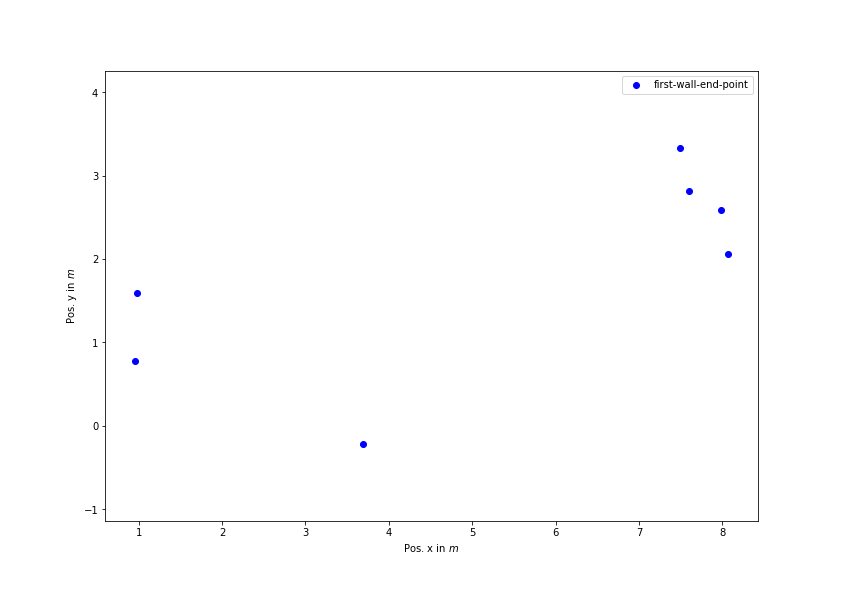 first-wall-end-point
4
3
2
1
0
−1
Pos. y in m
1 2 3 4 5 6 7 8
Pos. x in m